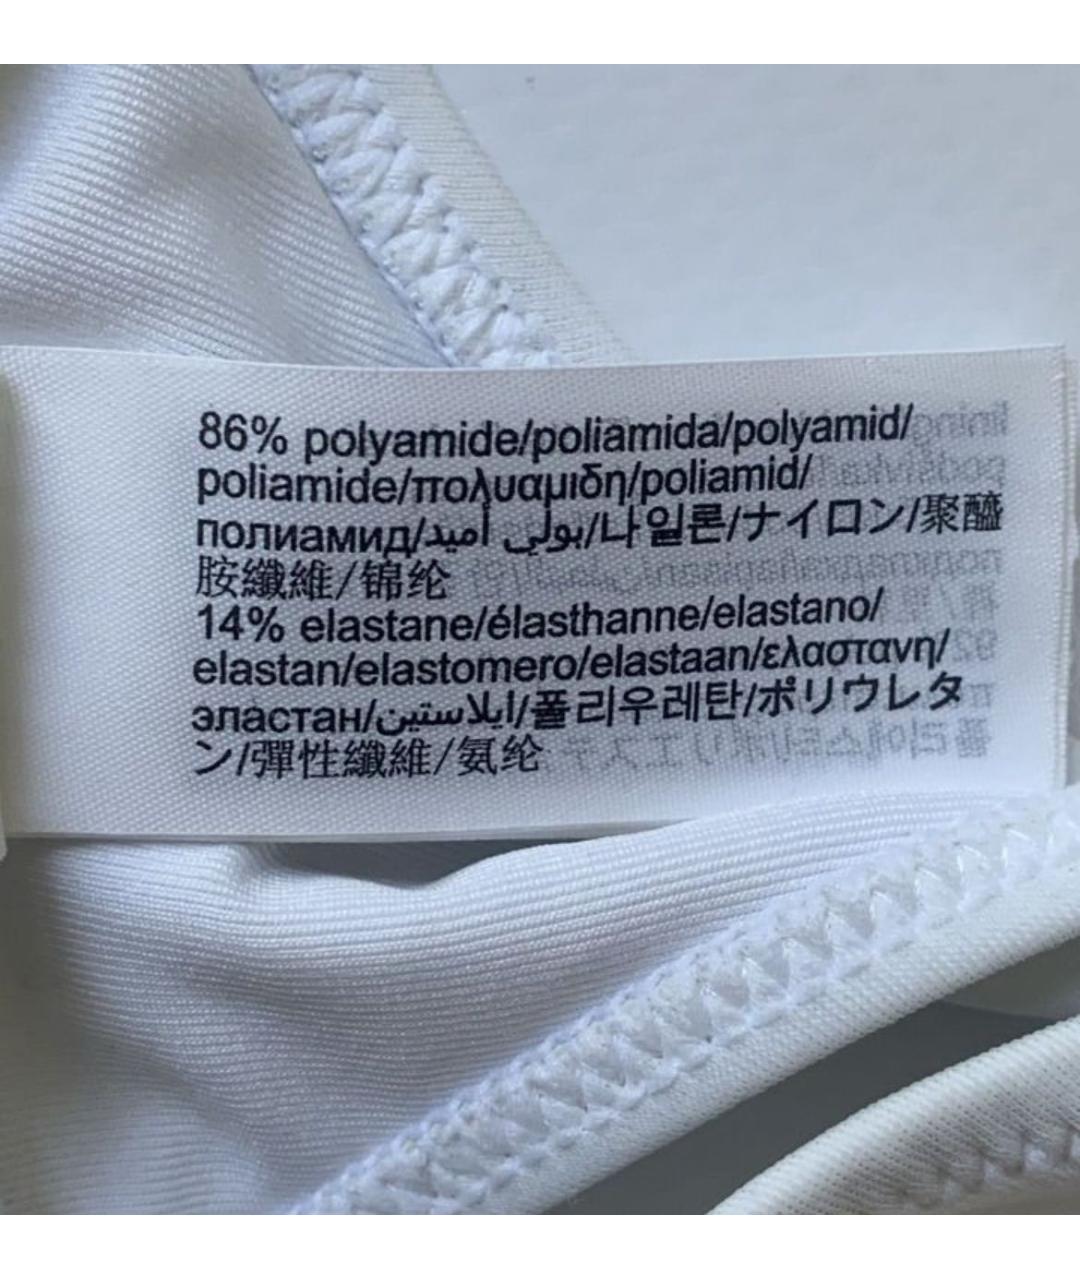 86% polyamide/poliamida/polyamid/
poliamide/πολυαμιδη/poliamid/
полиамид/بولي أميد/나일론/ナイロン/聚醯
胺纖維/锦纶
14% elastane/élasthanne/elastano/
elastan/elastomero/elastaan/ελαστανη/
эластан/ايلاستين/폴리우레탄/ポリウレタ
ン/彈性纖維/氨纶